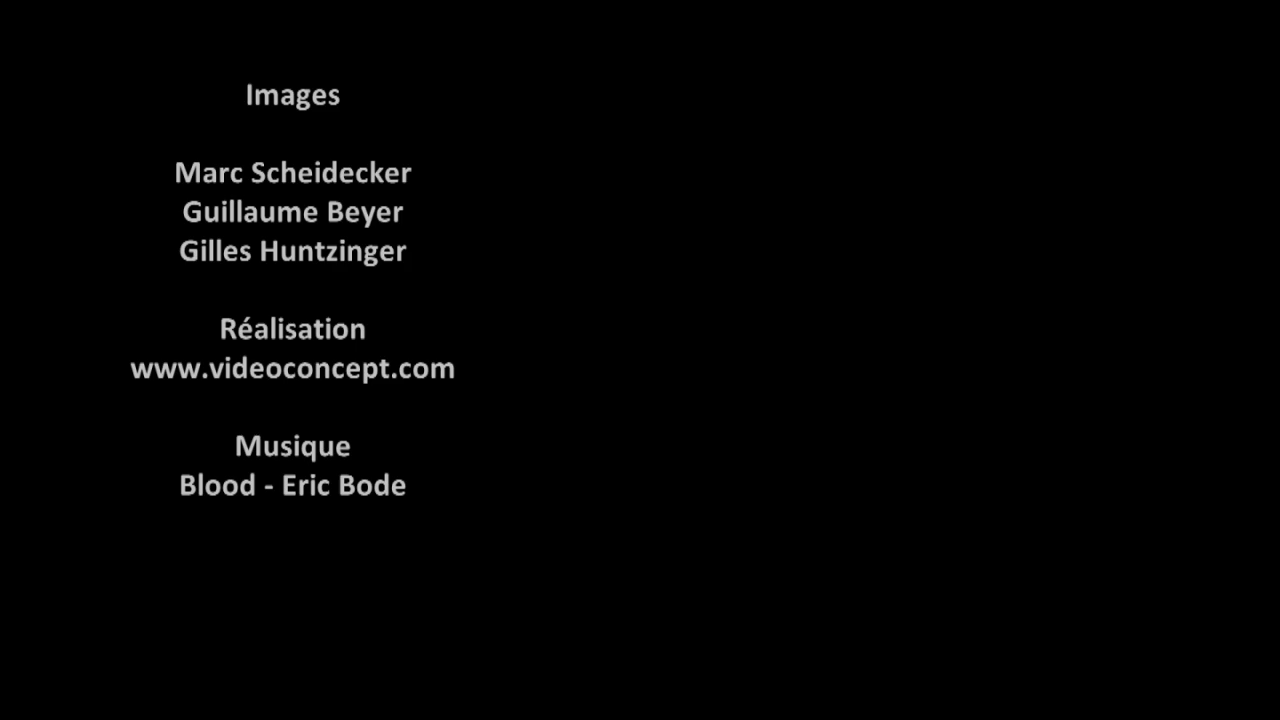 Images
Marc Scheidecker
Guillaume Beyer
Gilles Huntzinger
Réalisation
www.videoconcept.com
Musique
Blood - Eric Bode